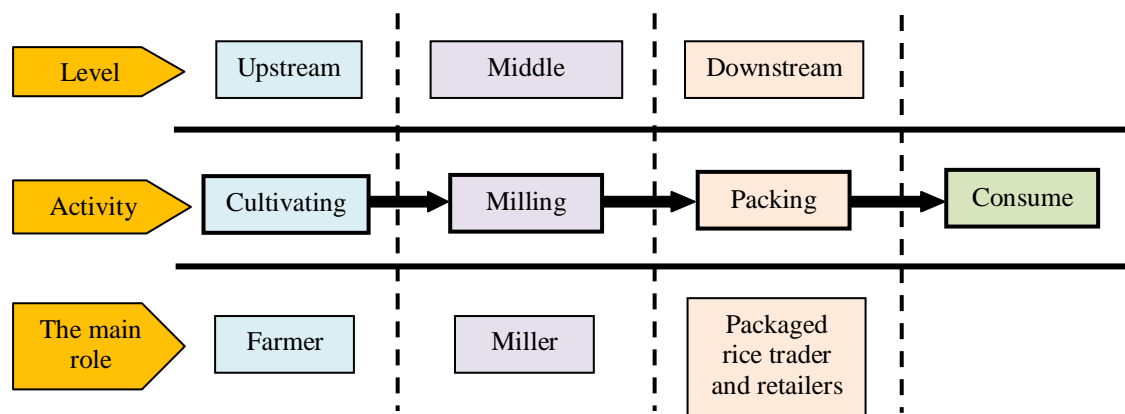 Level
Upstream
Middle
Downstream
Activity
Cultivating
Milling
Packing
Consume
The main
role
Farmer
Miller
Packaged
rice trader
and retailers